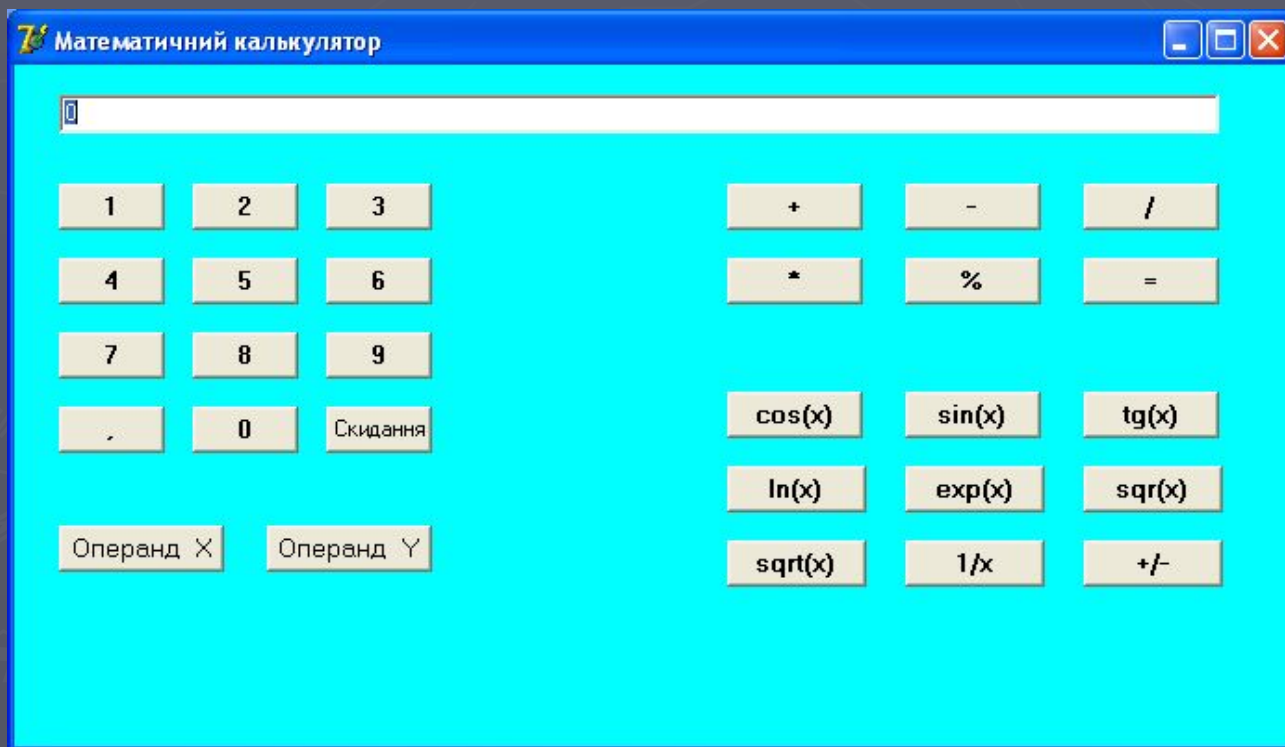 Математичний калькулятор
0
1 2 3 + - /
4 5 6 * % =
7 8 9
, 0 Скидання cos(x) sin(x) tg(x)
ln(x) exp(x) sqr(x)
Операнд X Операнд Y sqrt(x) 1/x +/-